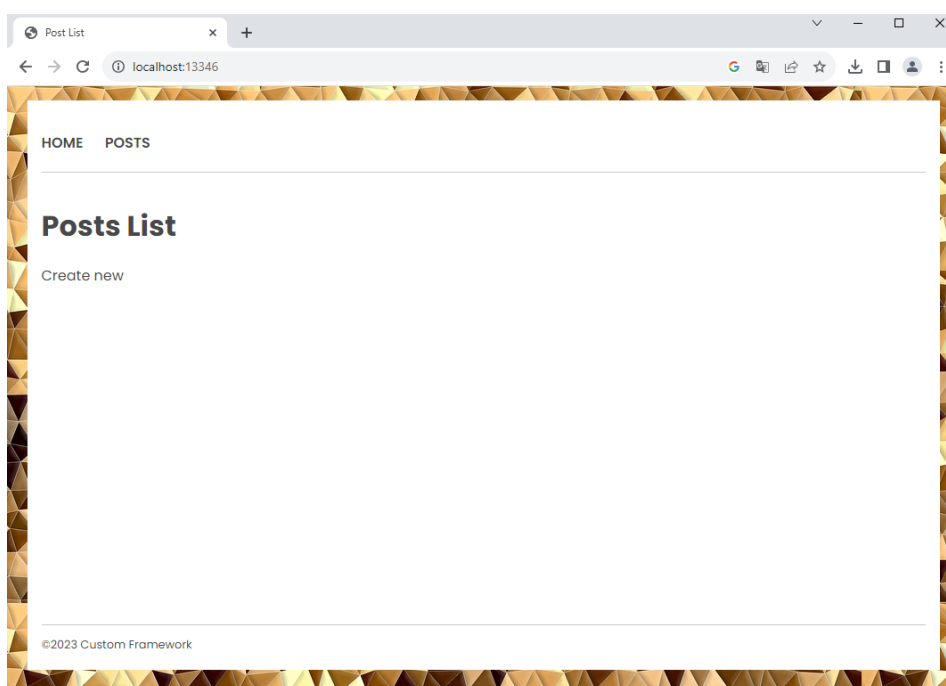 Post List
localhost:13346
HOME POSTS
Posts List
Create new
©2023 Custom Framework